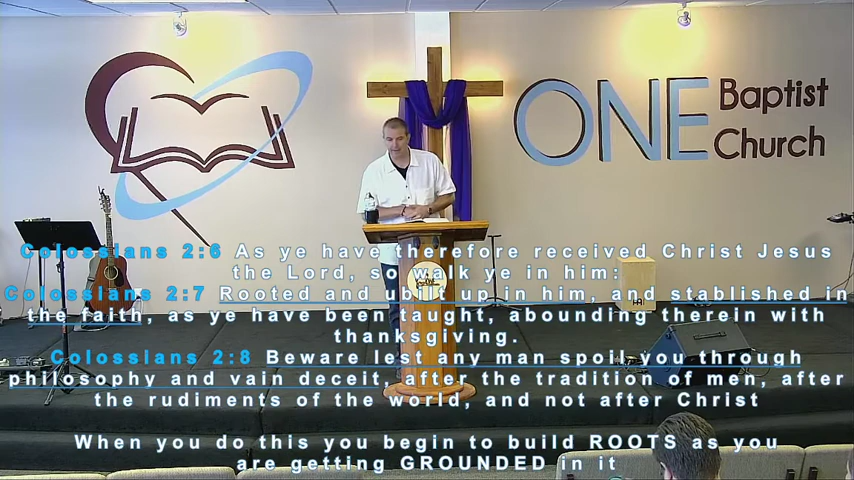 ONE Baptist
Church
Colossians 2:6 As ye have therefore received Christ Jesus
the Lord, so walk ye in him:
Colossians 2:7 Rooted and ubilt up in him, and stablished in
the faith, as ye have been taught, abounding therein with
thanksgiving.
Colossians 2:8 Beware lest any man spoil you through
philosophy and vain deceit, after the tradition of men, after
the rudiments of the world, and not after Christ
When you do this you begin to build ROOTS as you
are getting GROUNDED in it